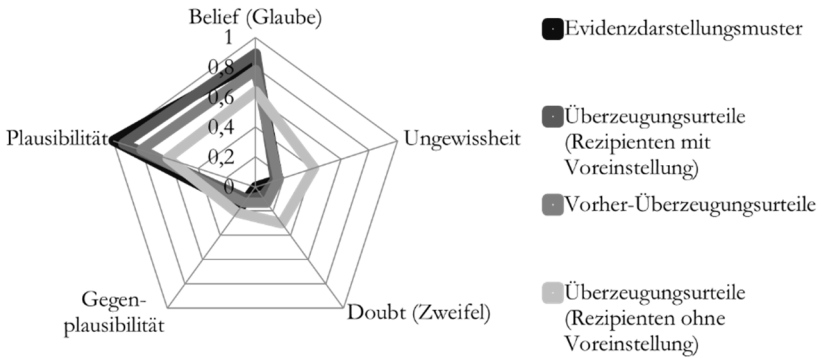 Belief (Glaube)
1
0,8
0,6
0,4
0,2
0
Plausibilität
Ungewissheit
Gegen-
plausibilität
Doubt (Zweifel)
Evidenzdarstellungsmuster
Überzeugungsurteile
(Rezipienten mit
Voreinstellung)
Vorher-Überzeugungsurteile
Überzeugungsurteile
(Rezipienten ohne
Voreinstellung)